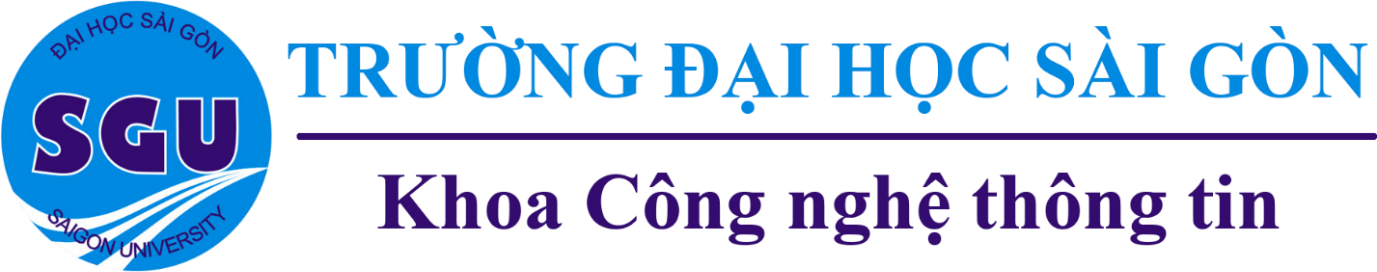 ĐẠI HỌC SÀI GÒN
SGU
SAIGON UNIVERSITY
TRƯỜNG ĐẠI HỌC SÀI GÒN
Khoa Công nghệ thông tin